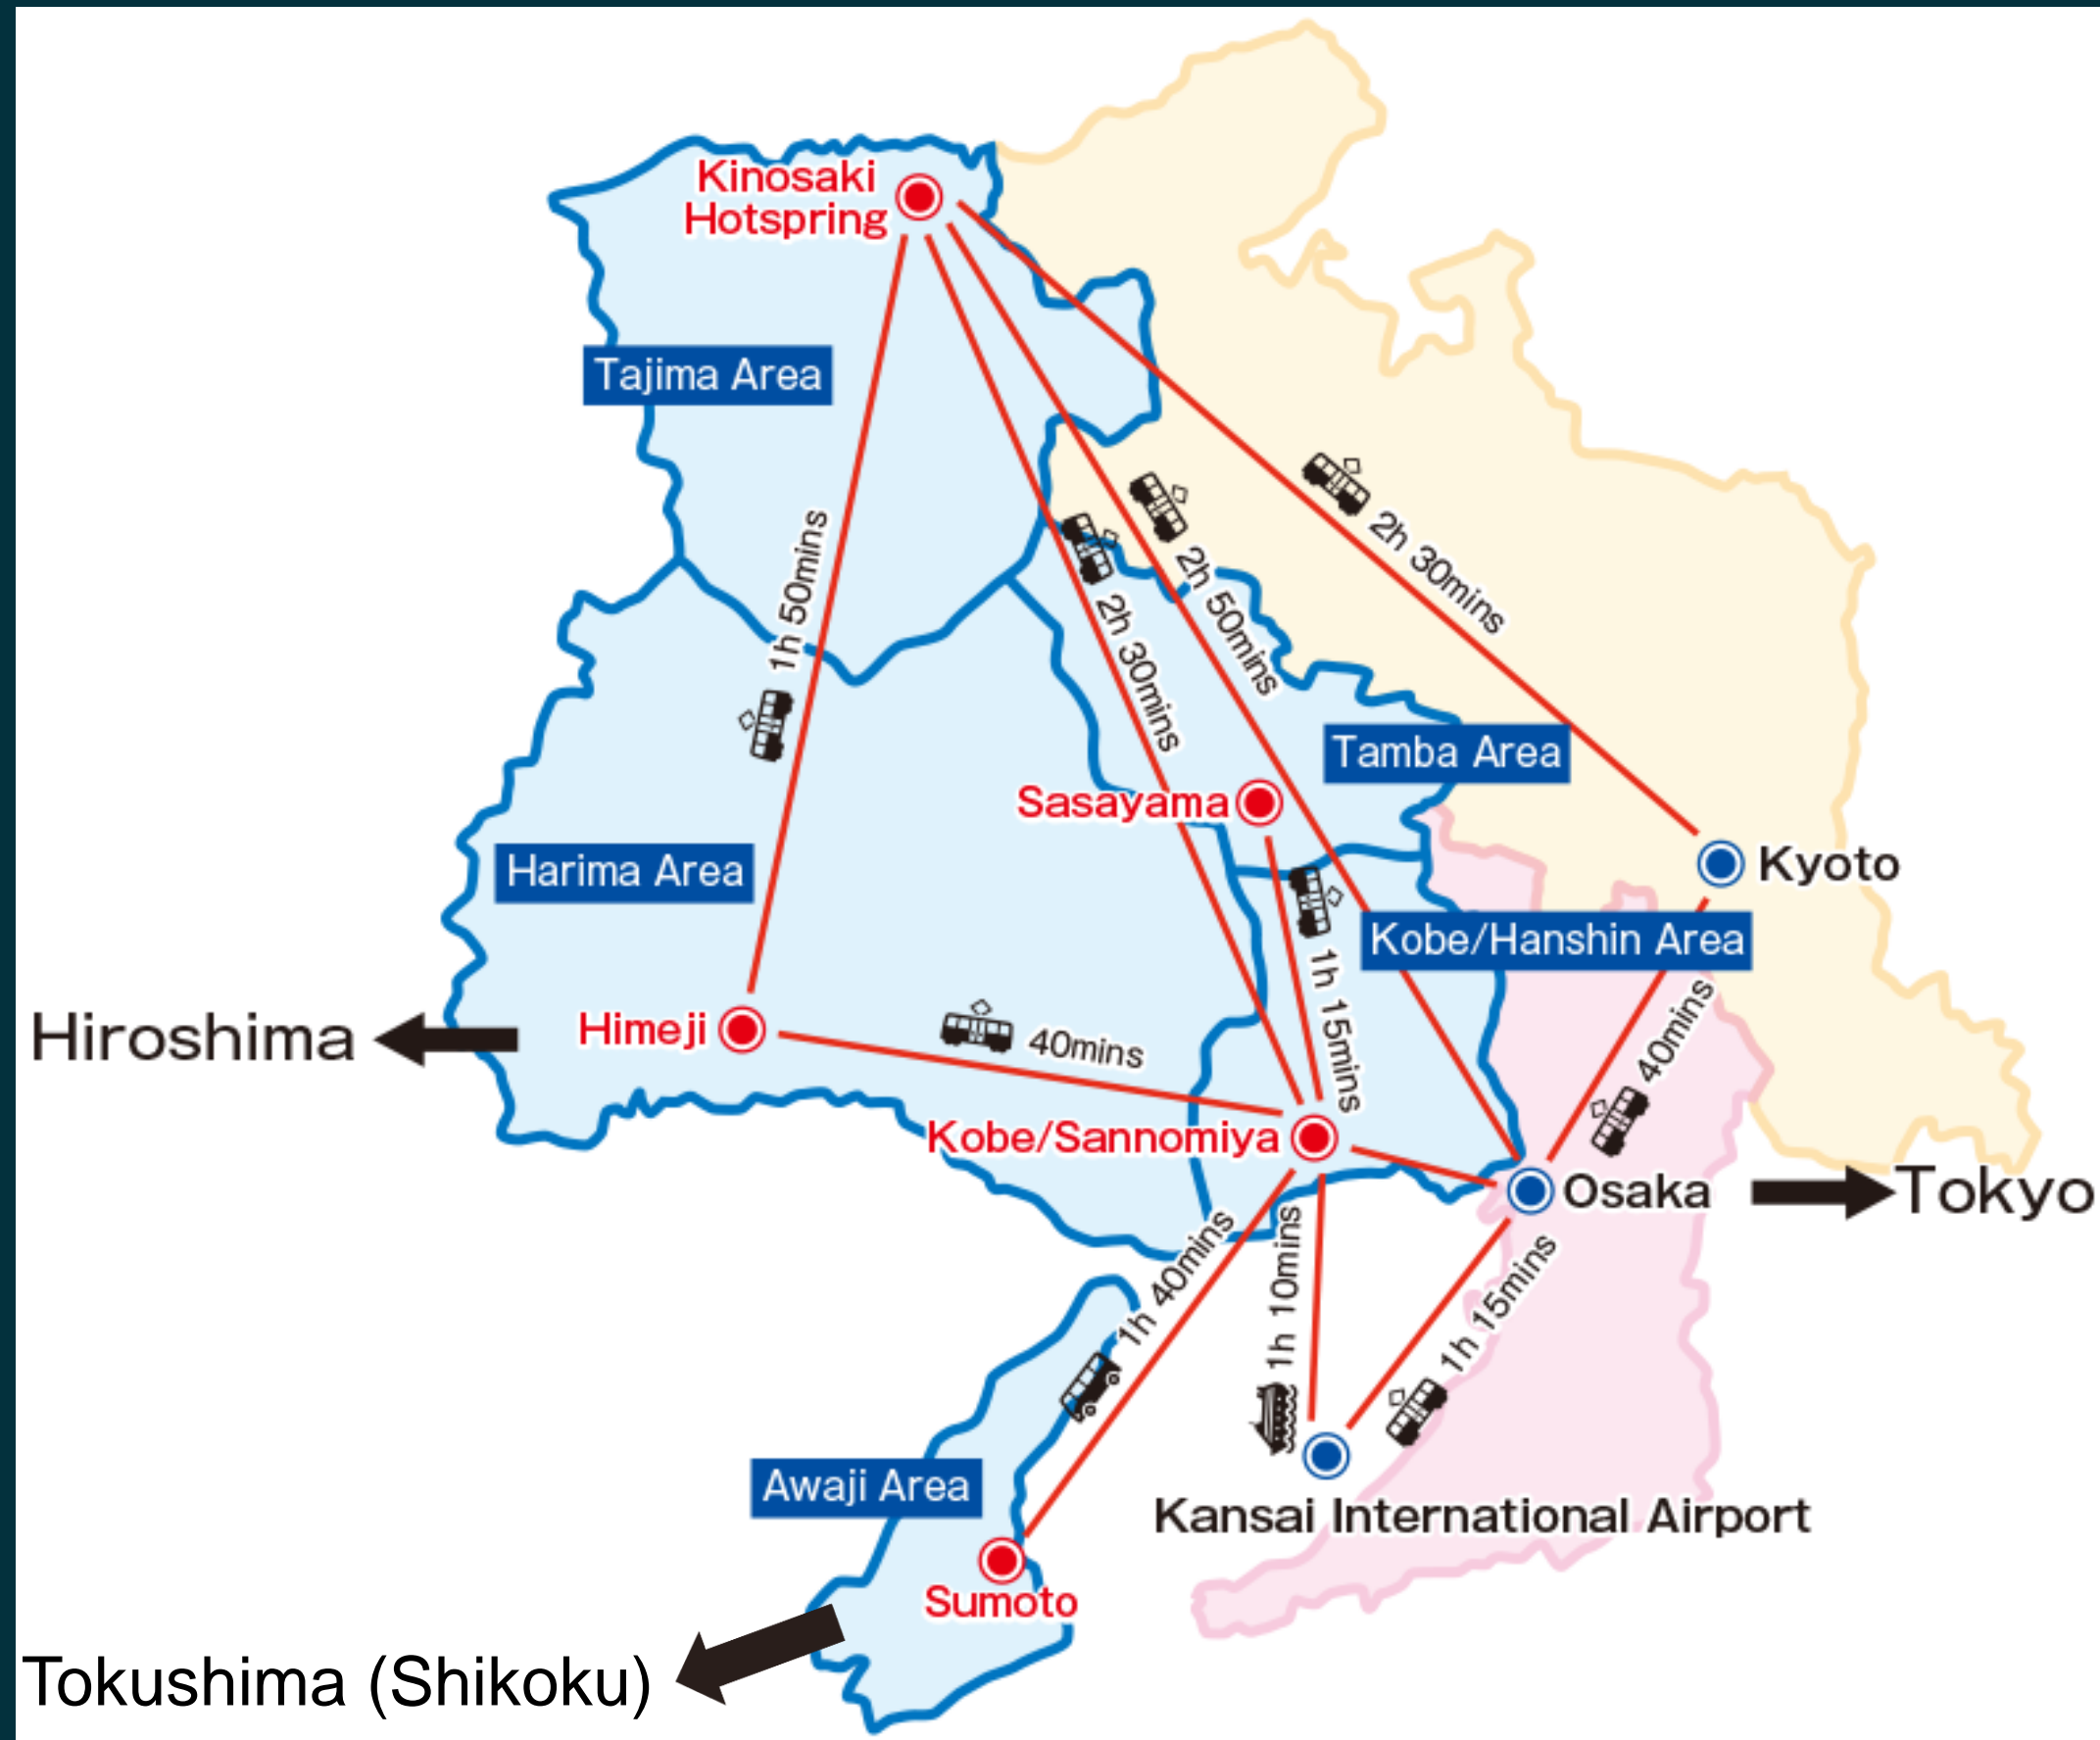 Kinosaki
Hotspring
Tajima Area
1h 50mins
2h 30mins
2h 50mins
2h 30mins
Tamba Area
Sasayama
Harima Area
Kyoto
Kobe/Hanshin Area
1h 15mins
40mins
Hiroshima
Himeji
40mins
Kobe/Sannomiya
Osaka
Tokyo
1h 40mins
1h 10mins
1h 15mins
Awaji Area
Kansai International Airport
Sumoto
Tokushima (Shikoku)